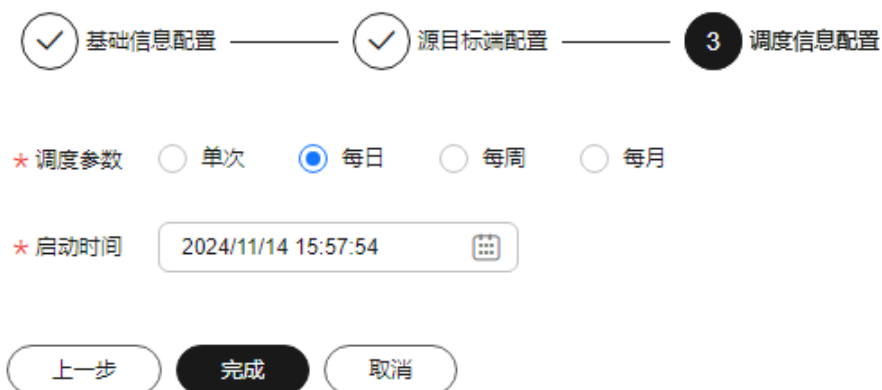 基础信息配置 源目标端配置 3 调度信息配置
* 调度参数 单次 每日 每周 每月
* 启动时间 2024/11/14 15:57:54
上一步 完成 取消